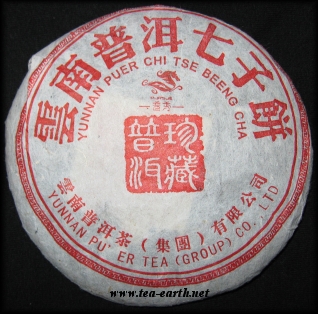 雲南普洱七子餅
YUNNAN PUER CHI TSE BEENG CHA
珍藏
普洱
雲南普洱茶（集團）有限公司
YUNNAN PU'ER TEA (GROUP) CO., LTD
www.tea-earth.net